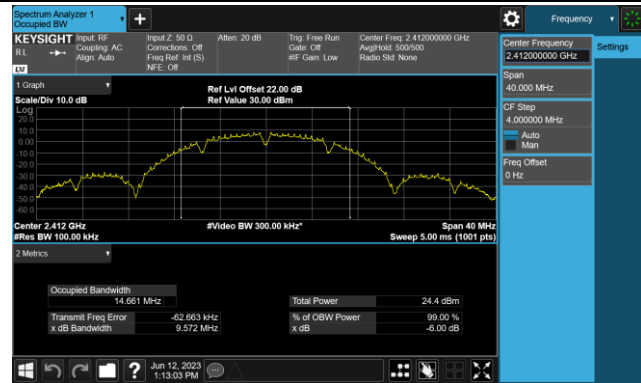 Spectrum Analyzer 1
Occupied BW
Frequency
KEYSIGHT
RL
LXI
Input: RF
Coupling: AC
Align: Auto
Input Z: 50 Ω
Corrections: Off
Freq Ref: Int (S)
NFE: Off
Atten: 20 dB
Trig: Free Run
Gate: Off
#IF Gain: Low
Center Freq: 2.412000000 GHz
Avg|Hold: 500/500
Radio Std: None
Center Frequency
2.412000000 GHz
Settings
Span
40.000 MHz
CF Step
4.000000 MHz
Auto
Man
Freq Offset
0 Hz
1 Graph
Scale/Div 10.0 dB
Ref Lvl Offset 22.00 dB
Ref Value 30.00 dBm
Log
20.0
10.0
0.00
-10.0
-20.0
-30.0
-40.0
-50.0
-60.0
Center 2.412 GHz
#Video BW 300.00 kHz*
Span 40 MHz
#Res BW 100.00 kHz
Sweep 5.00 ms (1001 pts)
2 Metrics
Occupied Bandwidth
14.661 MHz
Total Power
24.4 dBm
Transmit Freq Error
-62.663 kHz
% of OBW Power
99.00 %
x dB Bandwidth
9.572 MHz
x dB
-6.00 dB
Jun 12, 2023
1:13:03 PM